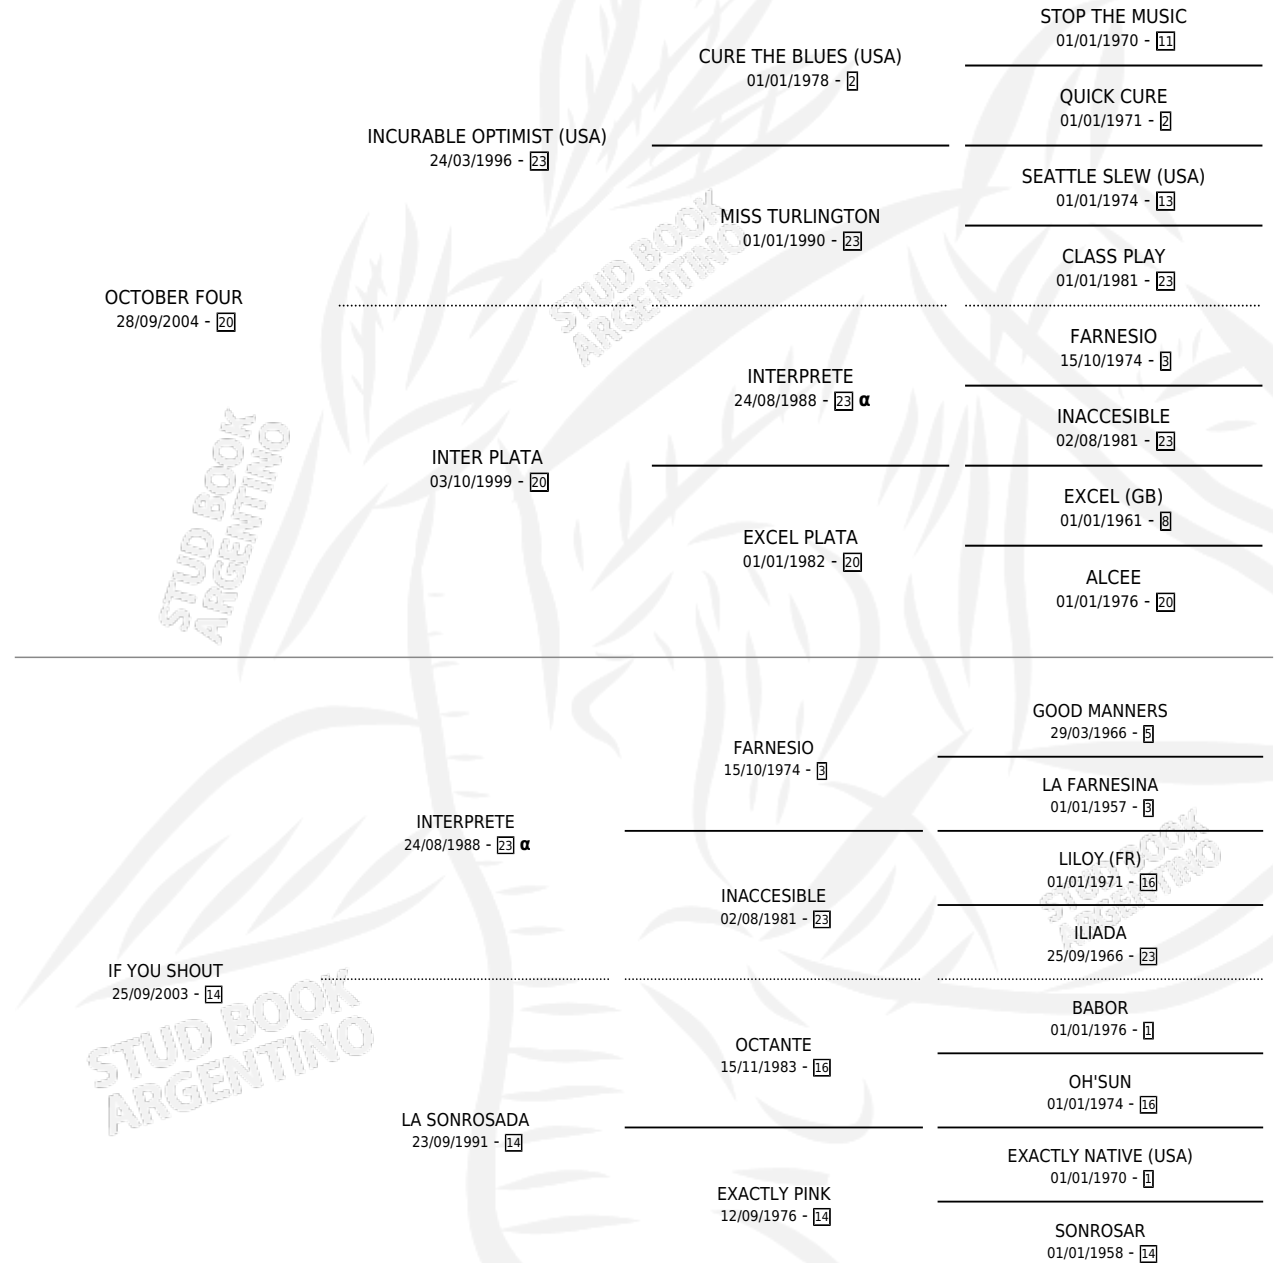 STOP THE MUSIC
01/01/1970 - 11
CURE THE BLUES (USA)
01/01/1978 - 2
QUICK CURE
01/01/1971 - 2
INCURABLE OPTIMIST (USA)
24/03/1996 - 23
SEATTLE SLEW (USA)
01/01/1974 - 13
MISS TURLINGTON
01/01/1990 - 23
CLASS PLAY
01/01/1981 - 23
OCTOBER FOUR
28/09/2004 - 20
FARNESIO
15/10/1974 - 3
INTERPRETE
24/08/1988 - 23 α
INACCESIBLE
02/08/1981 - 23
INTER PLATA
03/10/1999 - 20
EXCEL (GB)
01/01/1961 - 8
EXCEL PLATA
01/01/1982 - 20
ALCEE
01/01/1976 - 20
GOOD MANNERS
29/03/1966 - 5
FARNESIO
15/10/1974 - 3
LA FARNESINA
01/01/1957 - 3
INTERPRETE
24/08/1988 - 23 α
LILOY (FR)
01/01/1971 - 16
INACCESIBLE
02/08/1981 - 23
ILIADA
25/09/1966 - 23
IF YOU SHOUT
25/09/2003 - 14
BABOR
01/01/1976 - 1
OCTANTE
15/11/1983 - 16
OH'SUN
01/01/1974 - 16
LA SONROSADA
23/09/1991 - 14
EXACTLY NATIVE (USA)
01/01/1970 - 1
EXACTLY PINK
12/09/1976 - 14
SONROSAR
01/01/1958 - 14
STUD BOOK
ARGENTINO
STUD BOOK
ARGENTINO
STUD BOOK
ARGENTINO
STUD BOOK
ARGENTINO